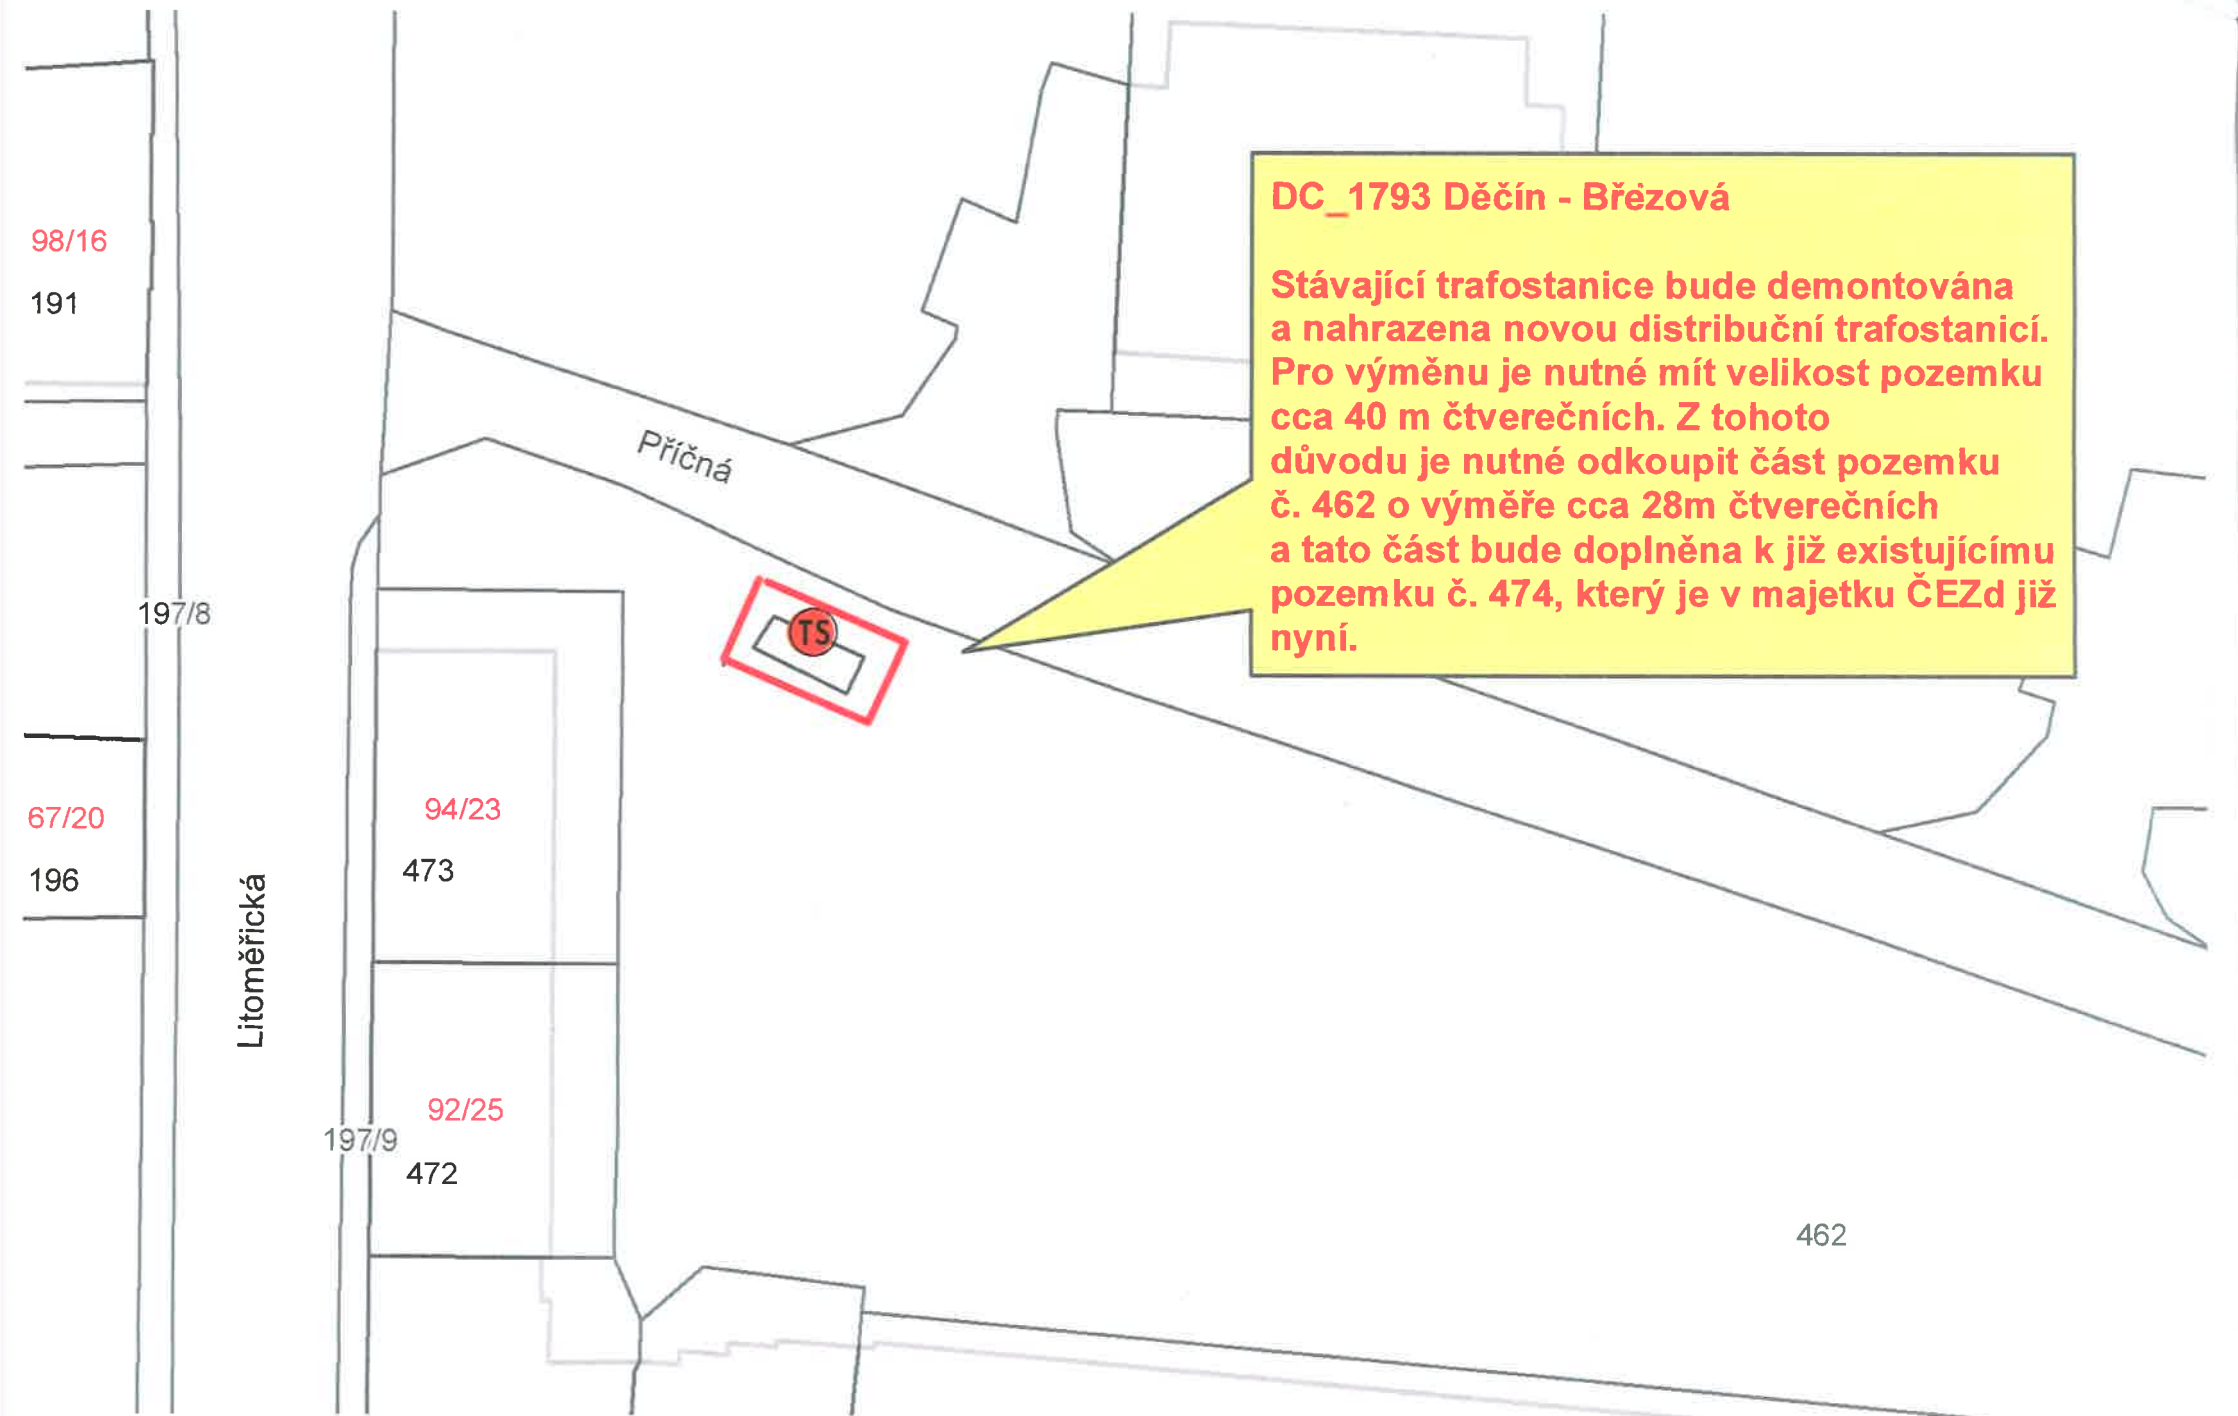 DC_1793 Děčín - Březová
Stávající trafostanice bude demontována
a nahrazena novou distribuční trafostanicí.
Pro výměnu je nutné mít velikost pozemku
cca 40 m čtverečních. Z tohoto
důvodu je nutné odkoupit část pozemku
č. 462 o výměře cca 28m čtverečních
a tato část bude doplněna k již existujícímu
pozemku č. 474, který je v majetku ČEZd již
nyní.
98/16
191
Příčná
197/8
TS
67/20
196
94/23
473
Litoměřická
92/25
197/9
472
462